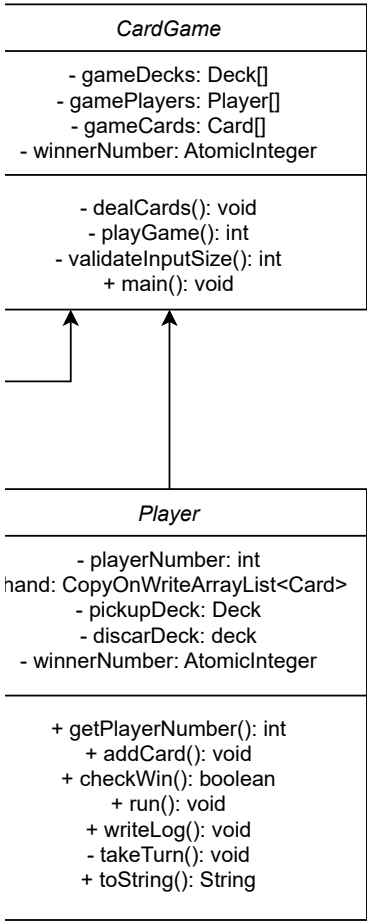 CardGame
- gameDecks: Deck[]
- gamePlayers: Player[]
- gameCards: Card[]
- winnerNumber: AtomicInteger
- dealCards(): void
- playGame(): int
- validateInputSize(): int
+ main(): void
Player
- playerNumber: int
hand: CopyOnWriteArrayList<Card>
- pickupDeck: Deck
- discarDeck: deck
- winnerNumber: AtomicInteger
+ getPlayerNumber(): int
+ addCard(): void
+ checkWin(): boolean
+ run(): void
+ writeLog(): void
- takeTurn(): void
+ toString(): String